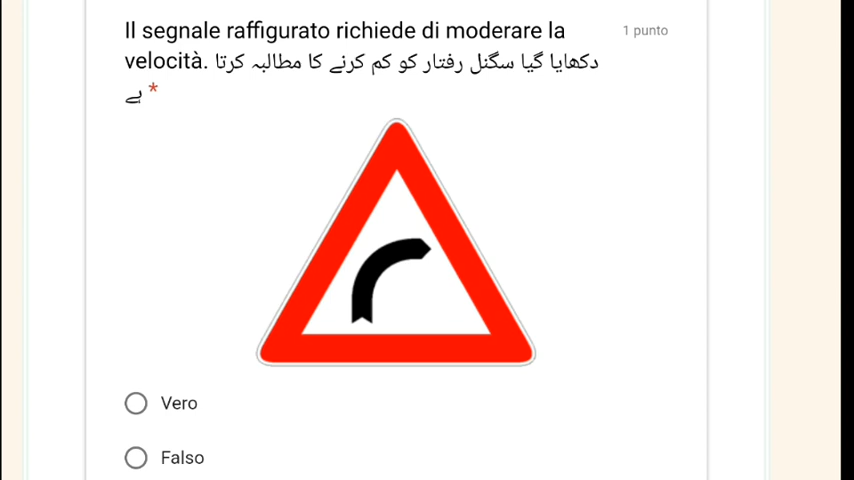 Il segnale raffigurato richiede di moderare la
1 punto
velocità. دکھایا گیا سگنل رفتار کو کم کرنے کا مطالبہ کرتا
ہے *
Vero
Falso